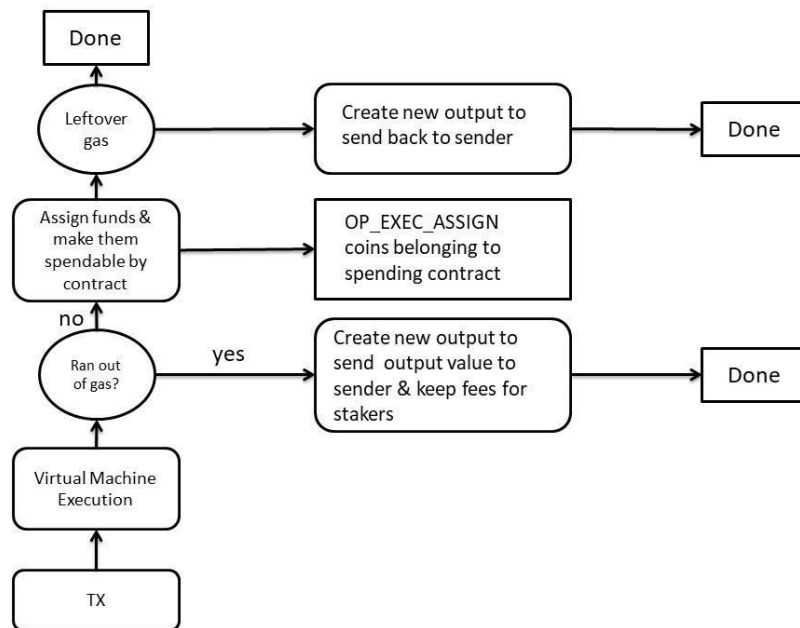 Done
Leftover
gas
Create new output to
send back to sender
Done
Assign funds &
make them
spendable by
contract
OP_EXEC_ASSIGN
coins belonging to
spending contract
no
Ran out
of gas?
yes
Create new output to
send output value to
sender & keep fees for
stakers
Done
Virtual Machine
Execution
TX